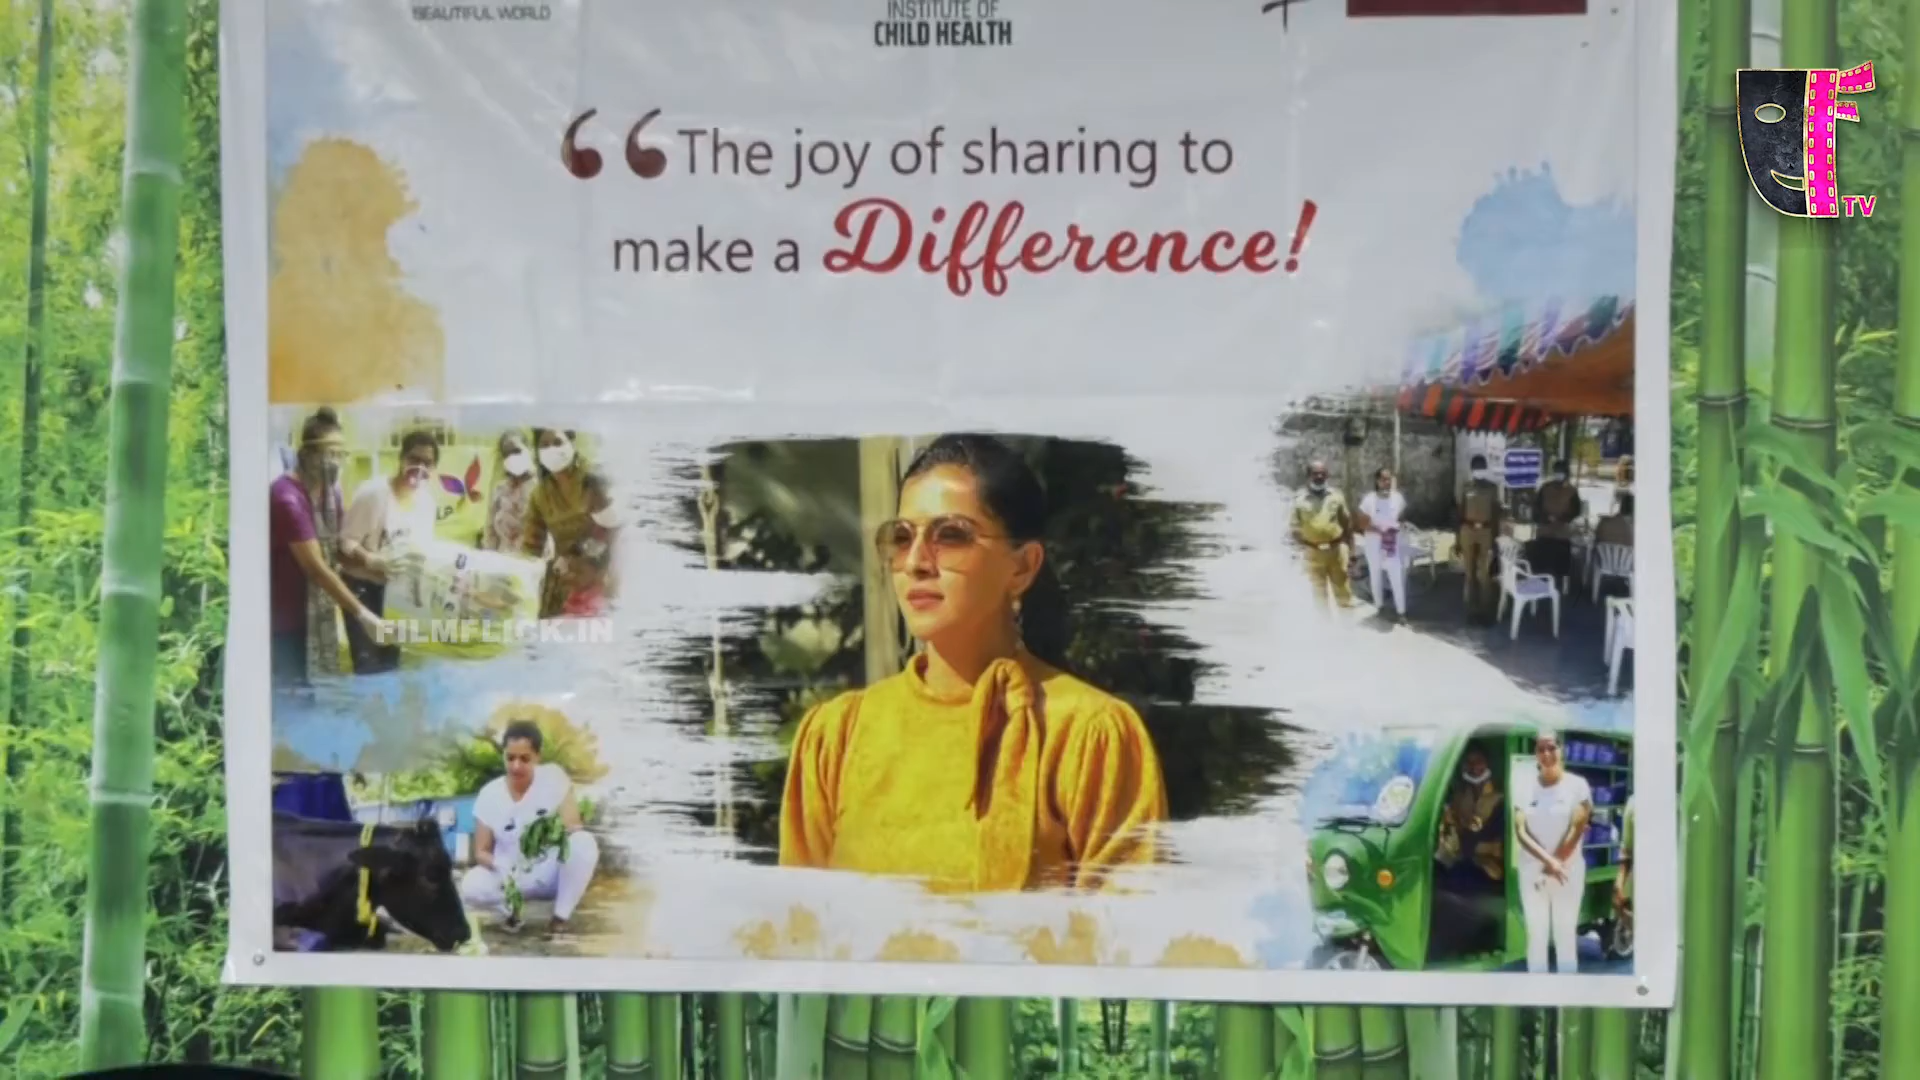 BEAUTIFUL WORLD
INSTITUTE OF
CHILD HEALTH
“The joy of sharing to
make a Difference!
FILMFLICK.IN
TV